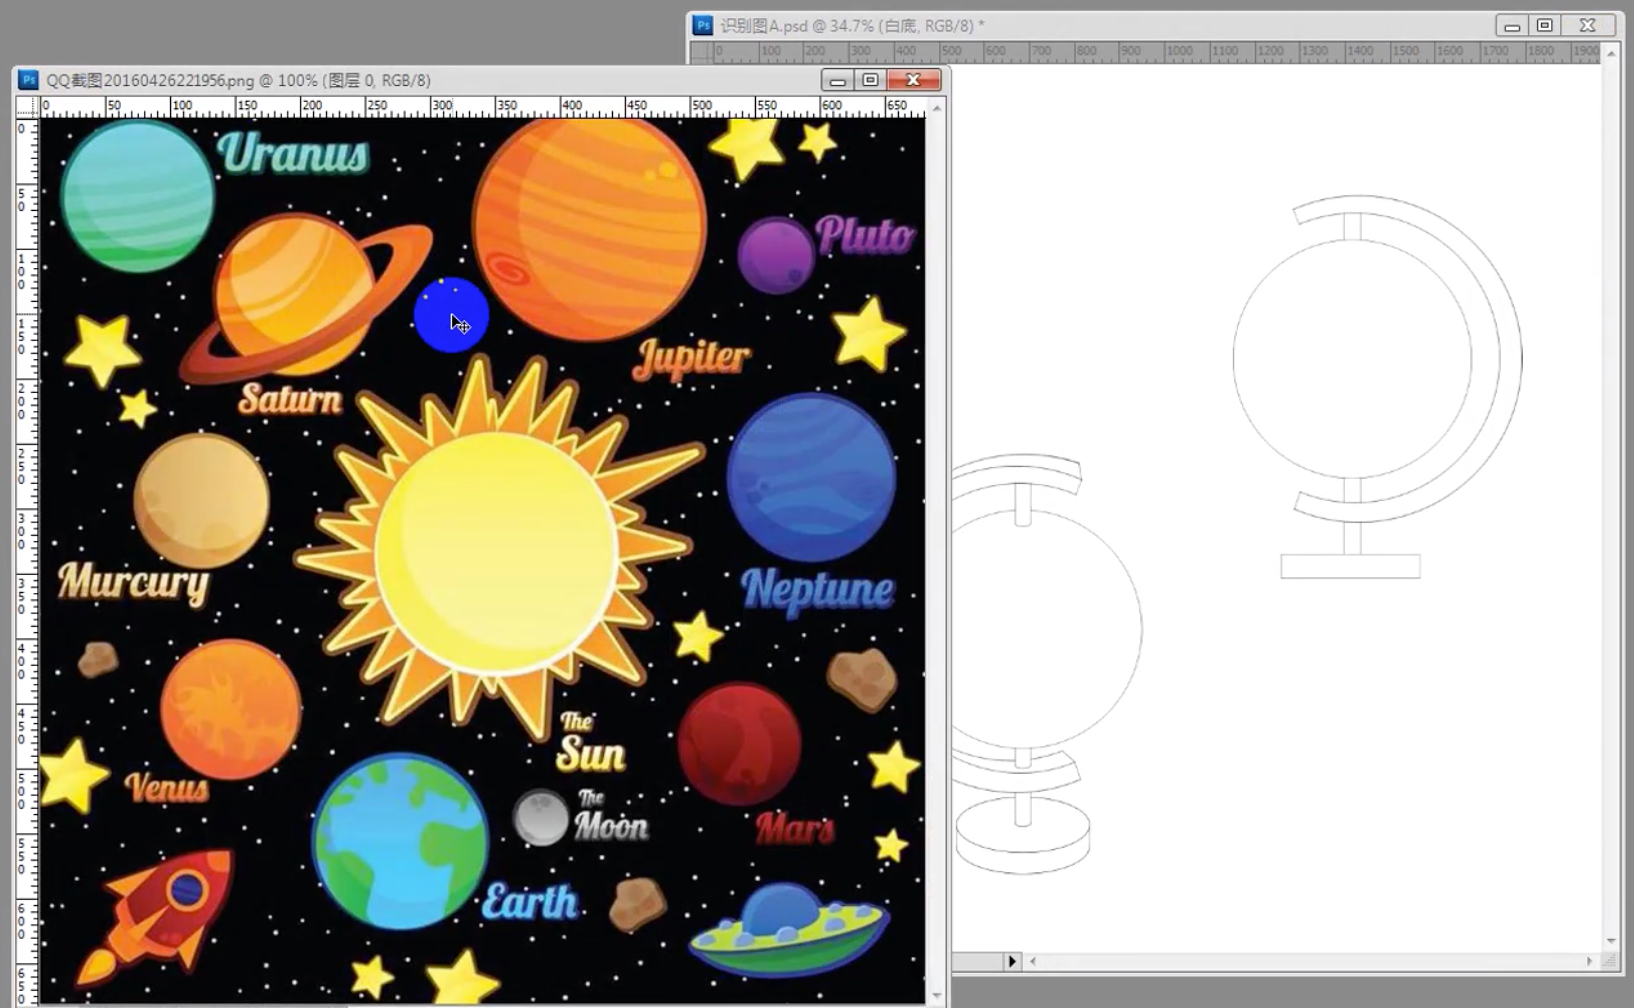 Ps 识别图A.psd @ 34.7% (白底, RGB/8) *
0 100 200 300 400 500 600 700 800 900 1000 1100 1200 1300 1400 1500 1600 1700 1800 1900
Ps QQ截图20160426221956.png @ 100% (图层 0, RGB/8)
0 50 100 150 200 250 300 350 400 450 500 550 600 650
0
50
100
150
200
250
300
350
400
450
500
550
600
650
Uranus
Pluto
Jupiter
Saturn
Murcury
Neptune
The
Sun
Venus
The
Moon
Mars
Earth